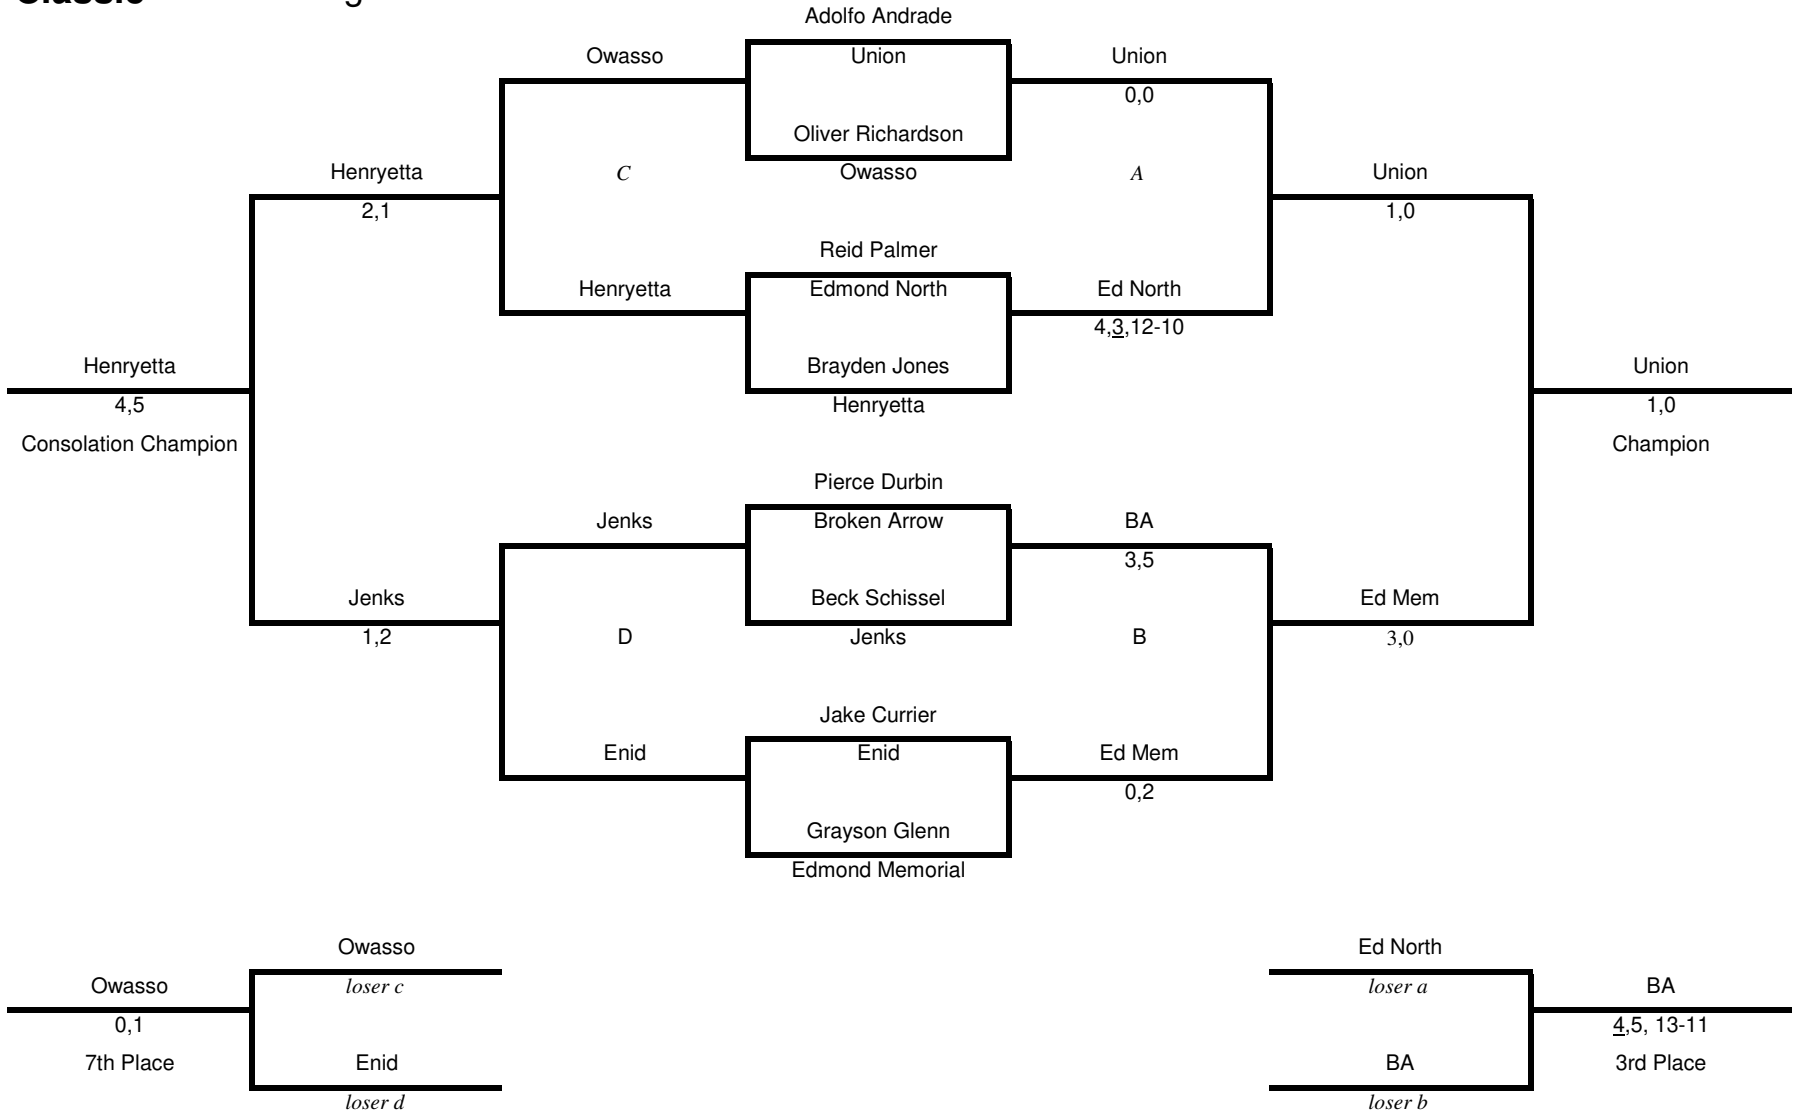 Classic
Adolfo Andrade
Owasso Union Union
0,0
Oliver Richardson
Henryetta C Owasso A Union
2,1 1,0
Reid Palmer
Henryetta Edmond North Ed North
4,3,12-10
Henryetta Brayden Jones Union
4,5 Henryetta 1,0
Consolation Champion Champion
Pierce Durbin
Jenks Broken Arrow BA
3,5
Jenks Beck Schissel Ed Mem
1,2 D Jenks B 3,0
Jake Currier
Enid Enid Ed Mem
0,2
Grayson Glenn
Edmond Memorial
Owasso Ed North
Owasso loser c loser a BA
0,1 4,5, 13-11
7th Place Enid BA 3rd Place
loser d loser b